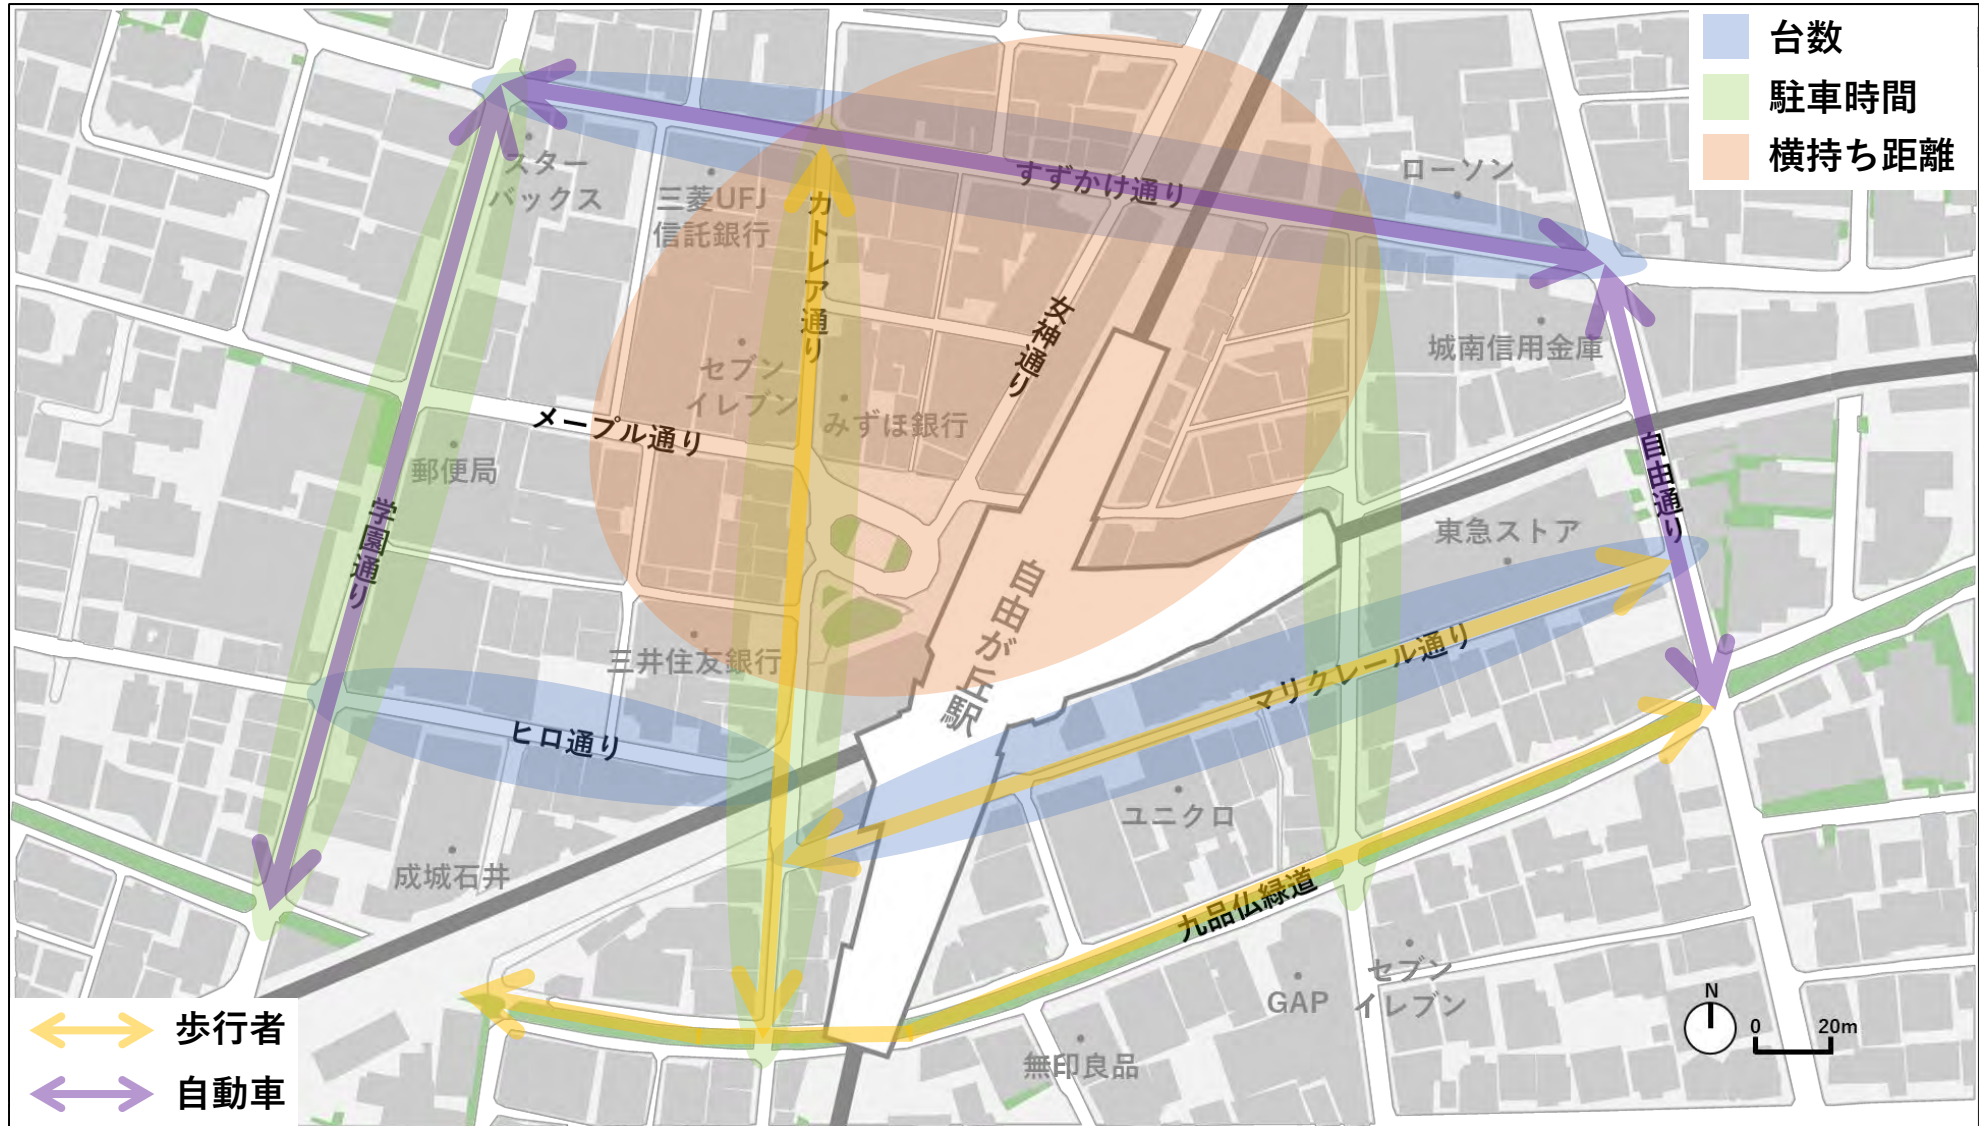 台数
駐車時間
横持ち距離
スター
バックス
三菱UFJ
信託銀行
カトレア通り
すずかけ通り
ローソン
女神通り
城南信用金庫
セブン
イレブン
みずほ銀行
メープル通り
郵便局
自由通り
学園通り
東急ストア
自由が丘駅
三井住友銀行
マリクレール通り
ヒロ通り
ユニクロ
成城石井
九品仏緑道
セブン
イレブン
GAP
無印良品
N
0 20m
歩行者
自動車